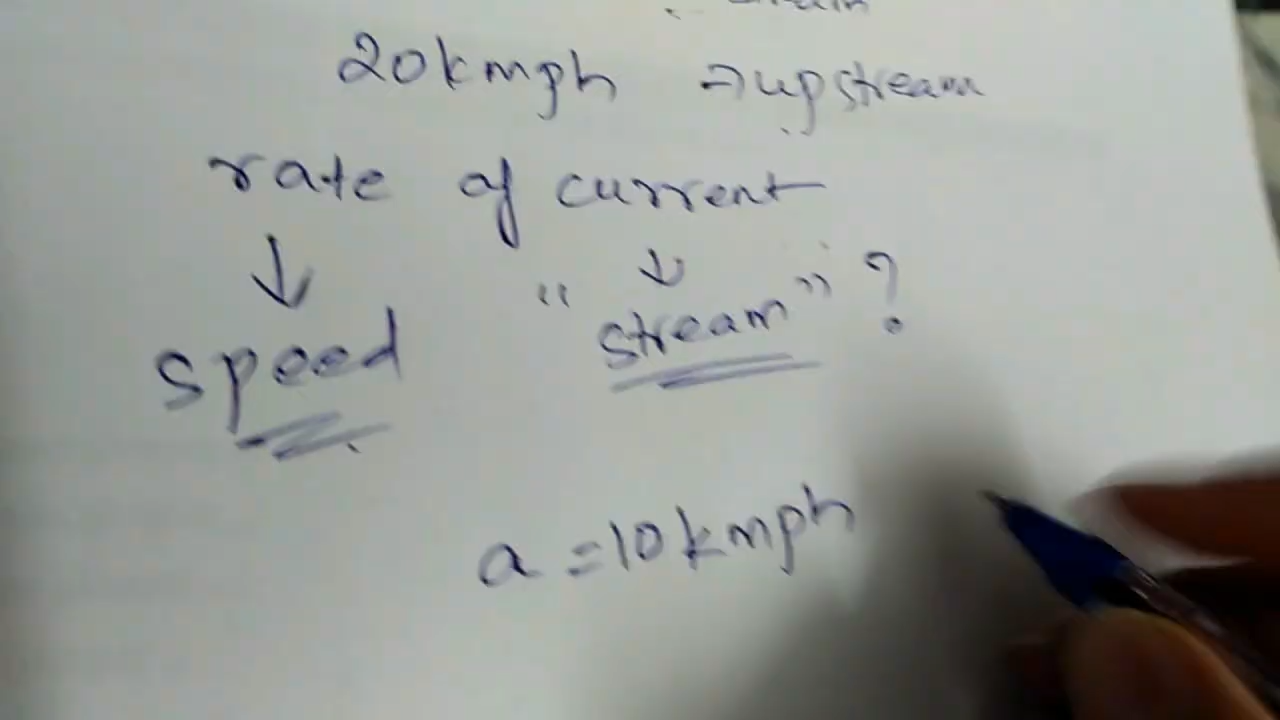 20kmph ⇒upstream
rate of current
↓ ↓
speed "stream"?
a = 10kmph